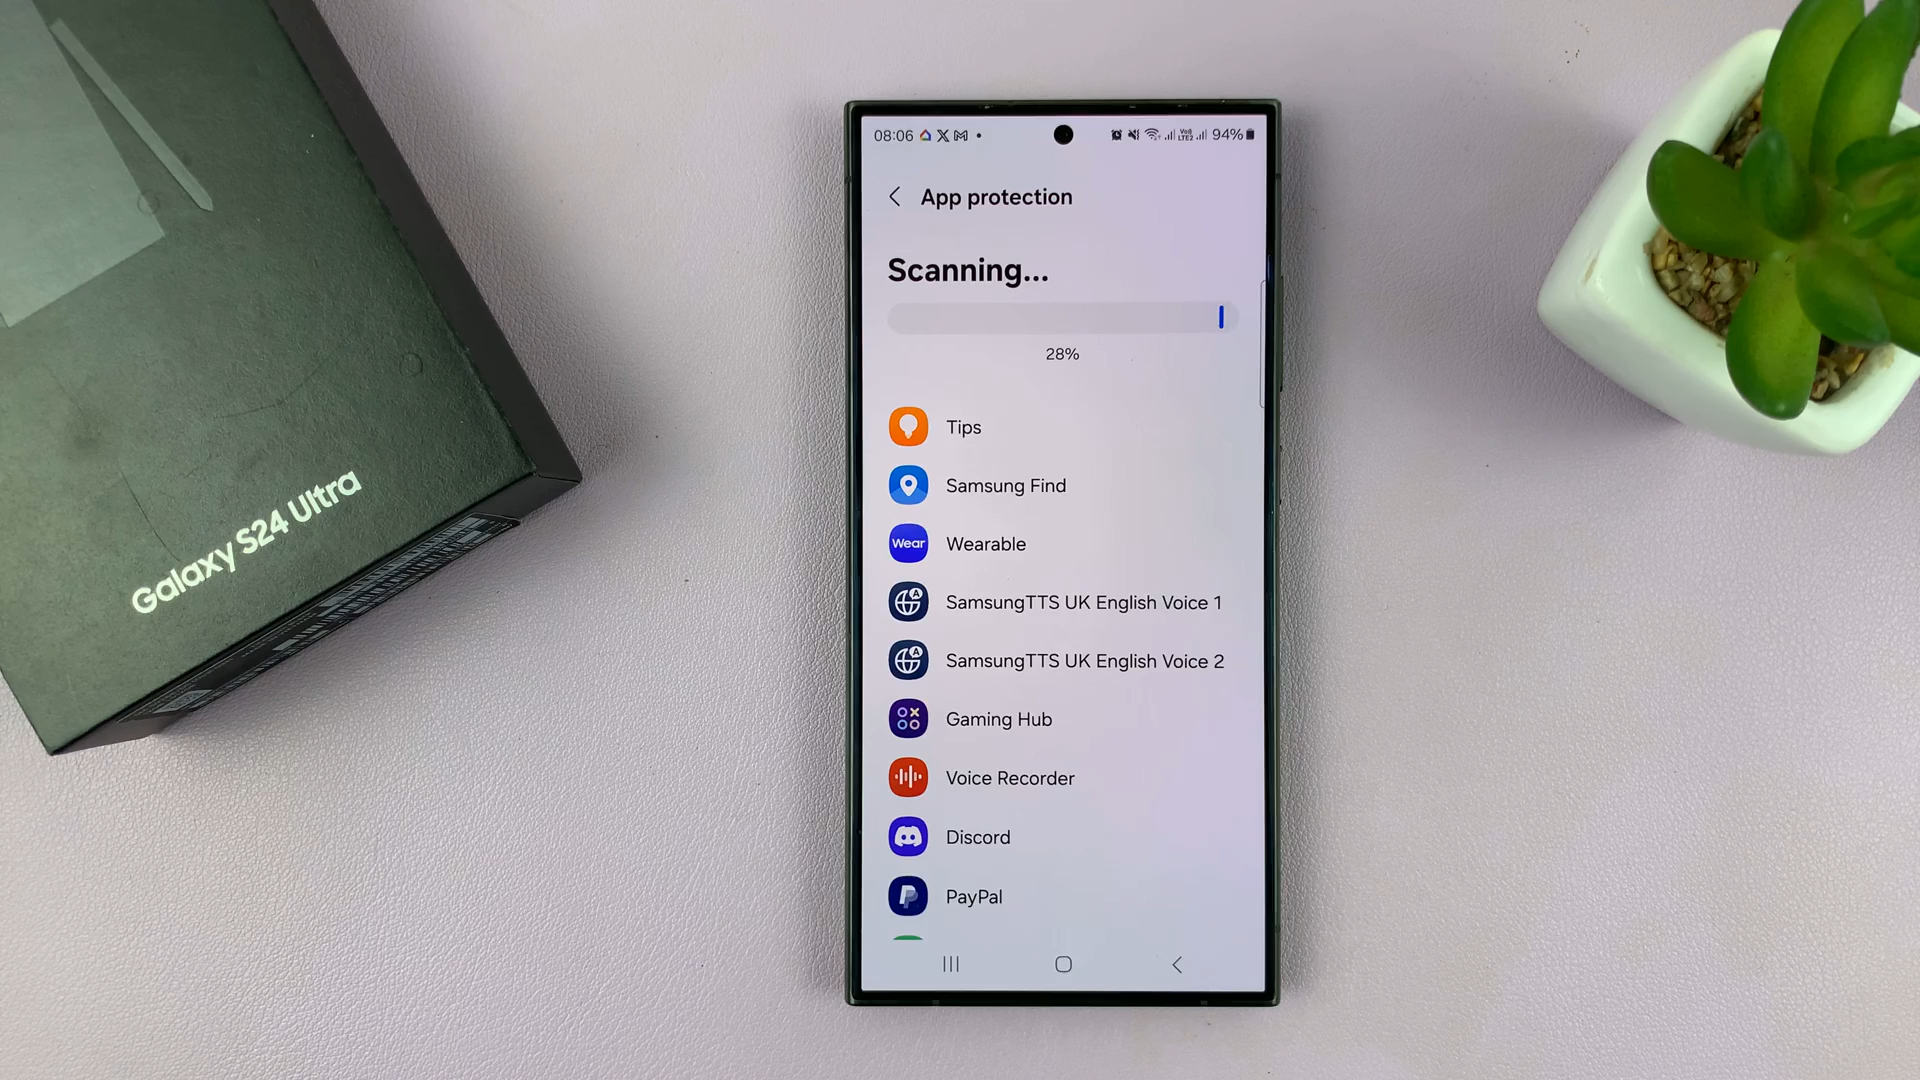 Galaxy S24 Ultra
08:06 94%
App protection
Scanning...
28%
Tips
Samsung Find
Wear Wearable
SamsungTTS UK English Voice 1
SamsungTTS UK English Voice 2
Gaming Hub
Voice Recorder
Discord
PayPal